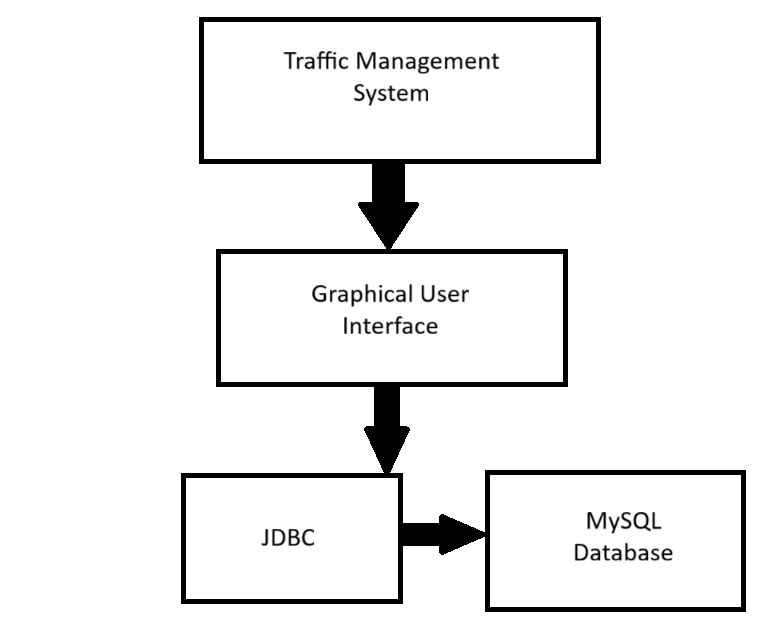 Traffic Management
System
Graphical User
Interface
JDBC
MySQL
Database